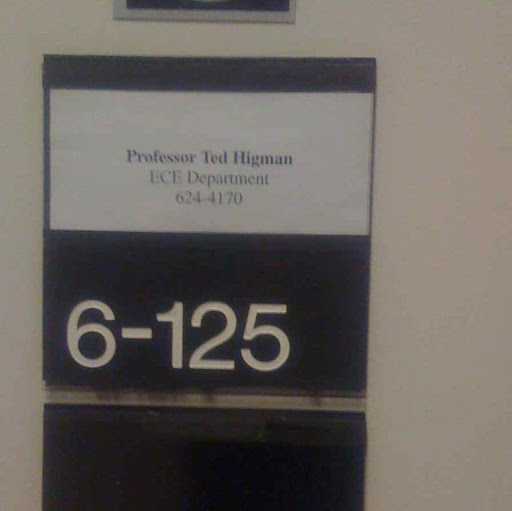 Professor Ted Higman
ECE Department
624-4170
6-125